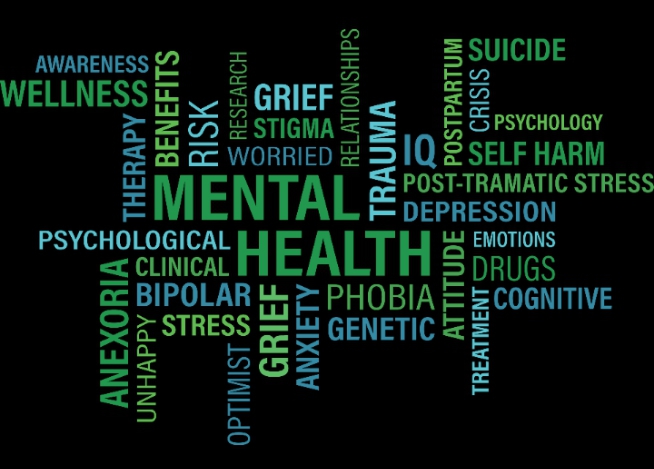 AWARENESS
WELLNESS
THERAPY
BENEFITS
RISK
RESEARCH
GRIEF
STIGMA
WORRIED
RELATIONSHIPS
TRAUMA
IQ
POSTPARTUM
CRISIS
SUICIDE
PSYCHOLOGY
SELF HARM
POST-TRAMATIC STRESS
DEPRESSION
MENTAL
HEALTH
PSYCHOLOGICAL
CLINICAL
BIPOLAR
STRESS
ANEXORIA
UNHAPPY
OPTIMIST
GRIEF
ANXIETY
PHOBIA
GENETIC
ATTITUDE
EMOTIONS
DRUGS
COGNITIVE
TREATMENT